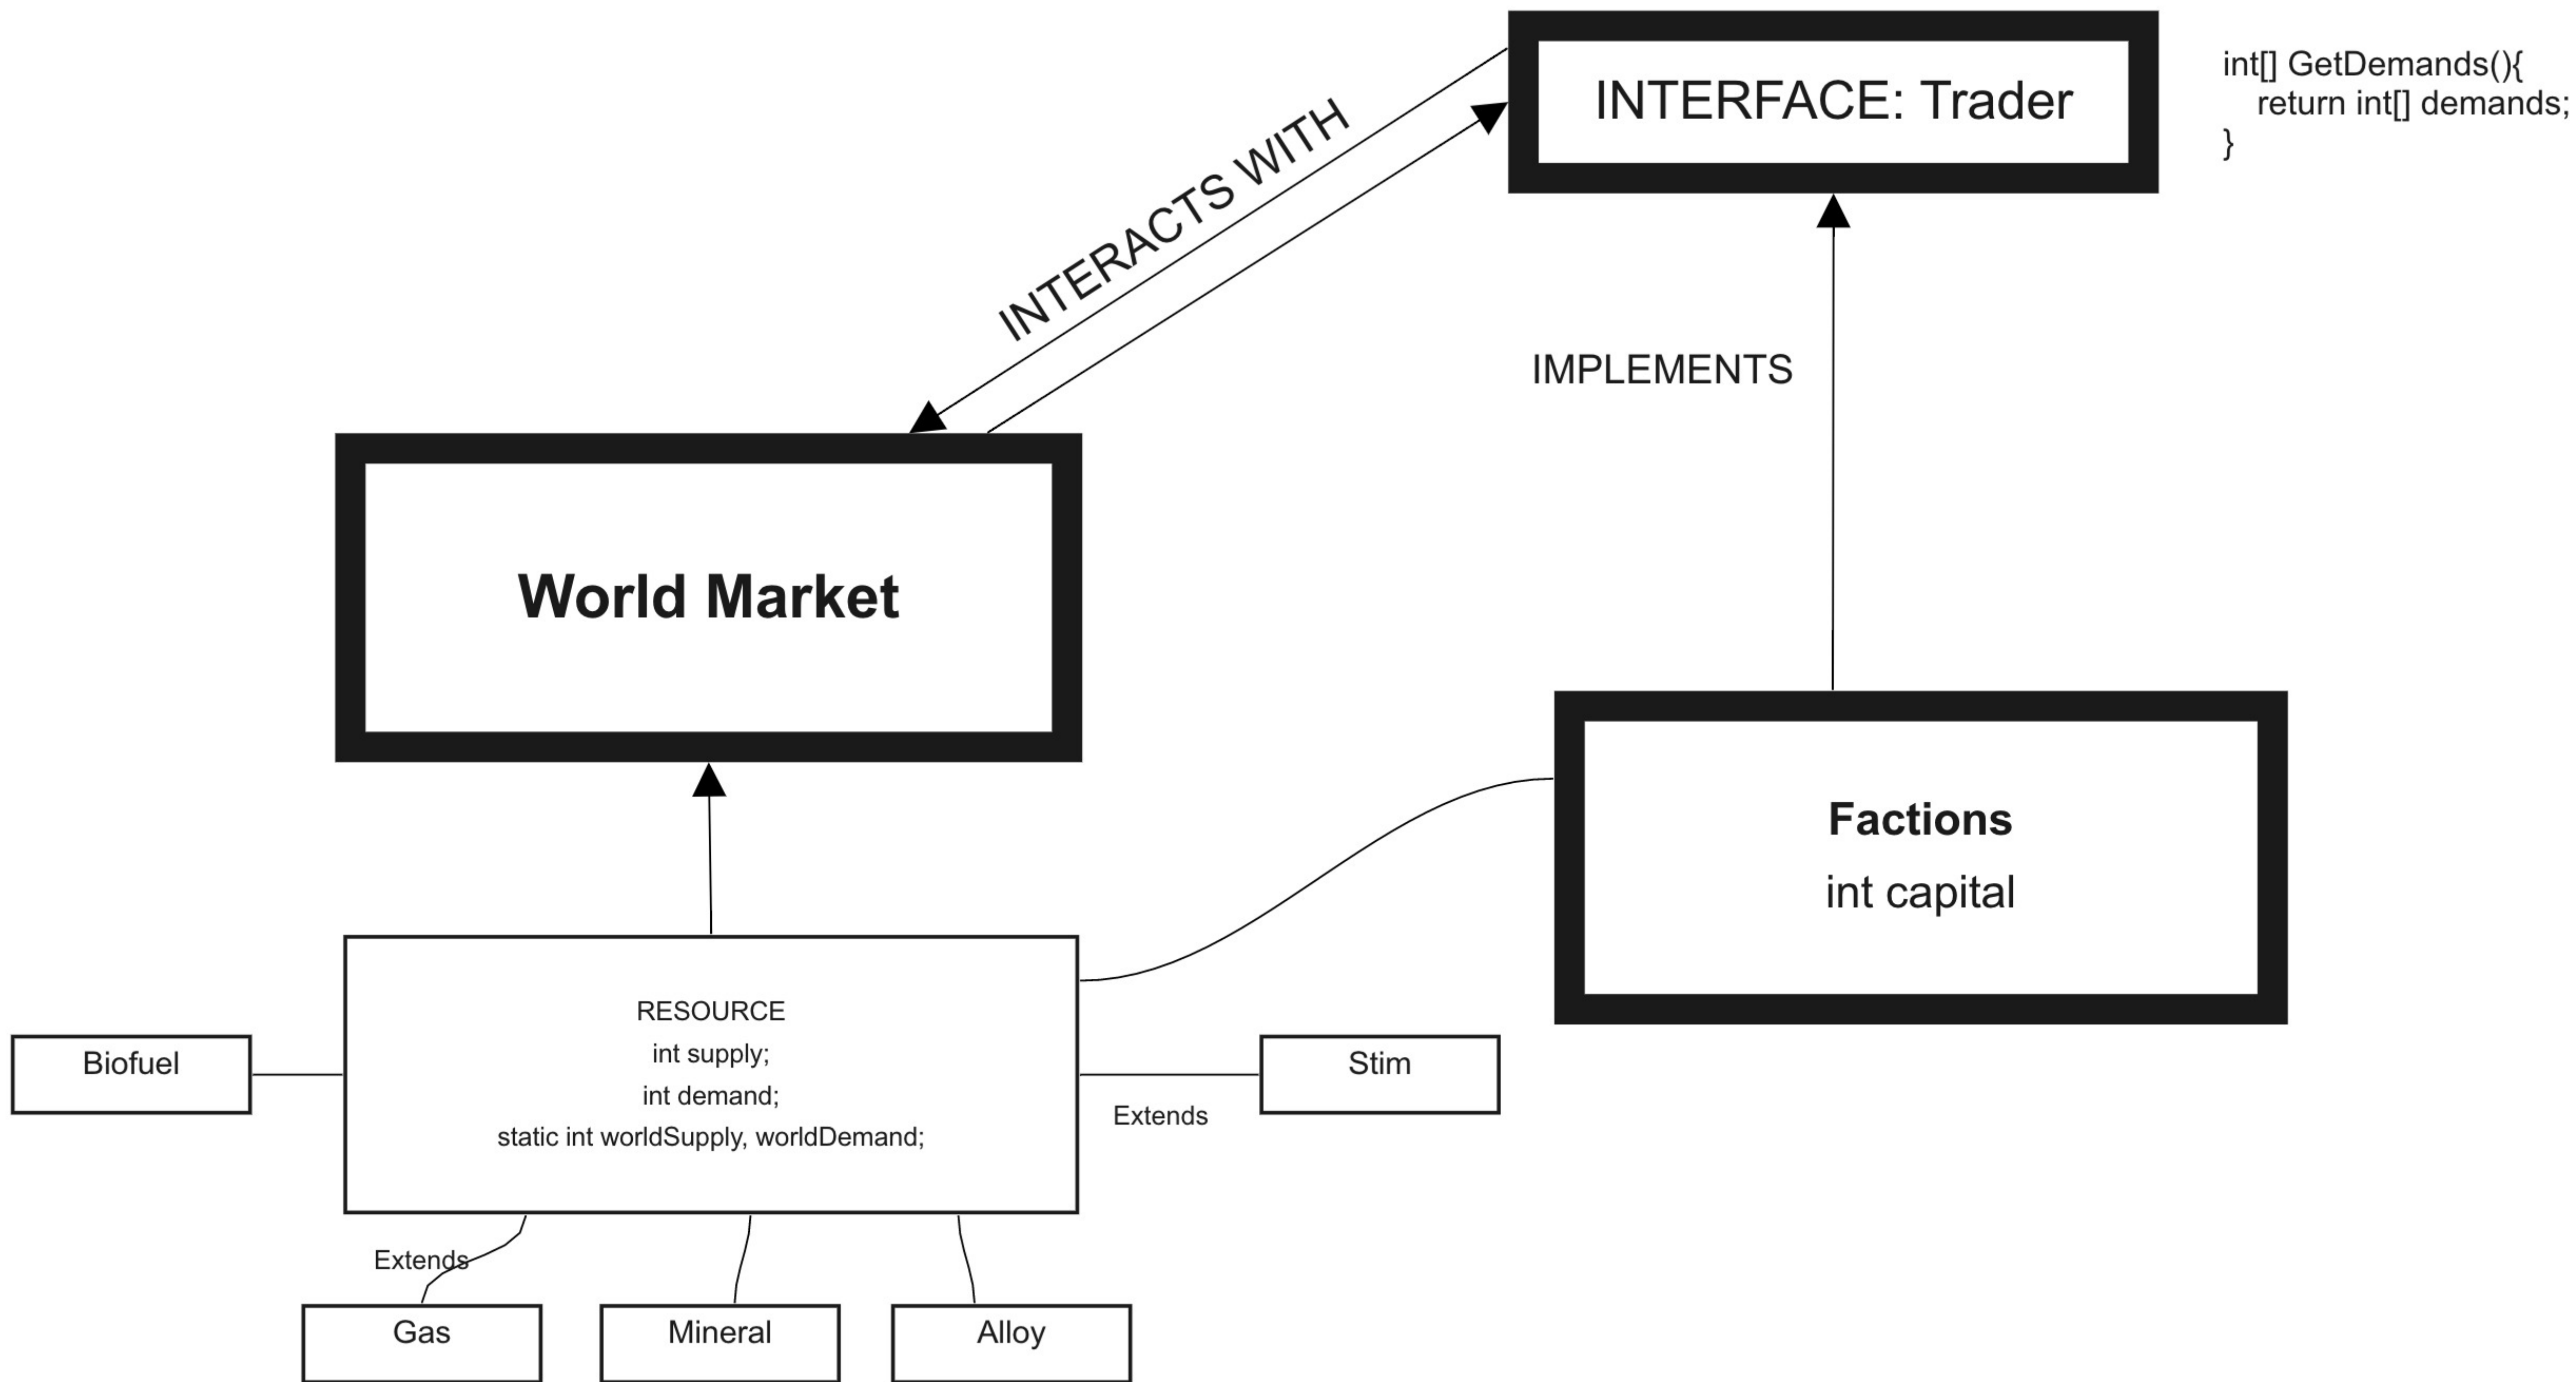 INTERFACE: Trader
int[] GetDemands(){
return int[] demands;
}
INTERACTS WITH
IMPLEMENTS
World Market
Factions
int capital
RESOURCE
int supply;
int demand;
static int worldSupply, worldDemand;
Biofuel
Stim
Extends
Extends
Gas
Mineral
Alloy